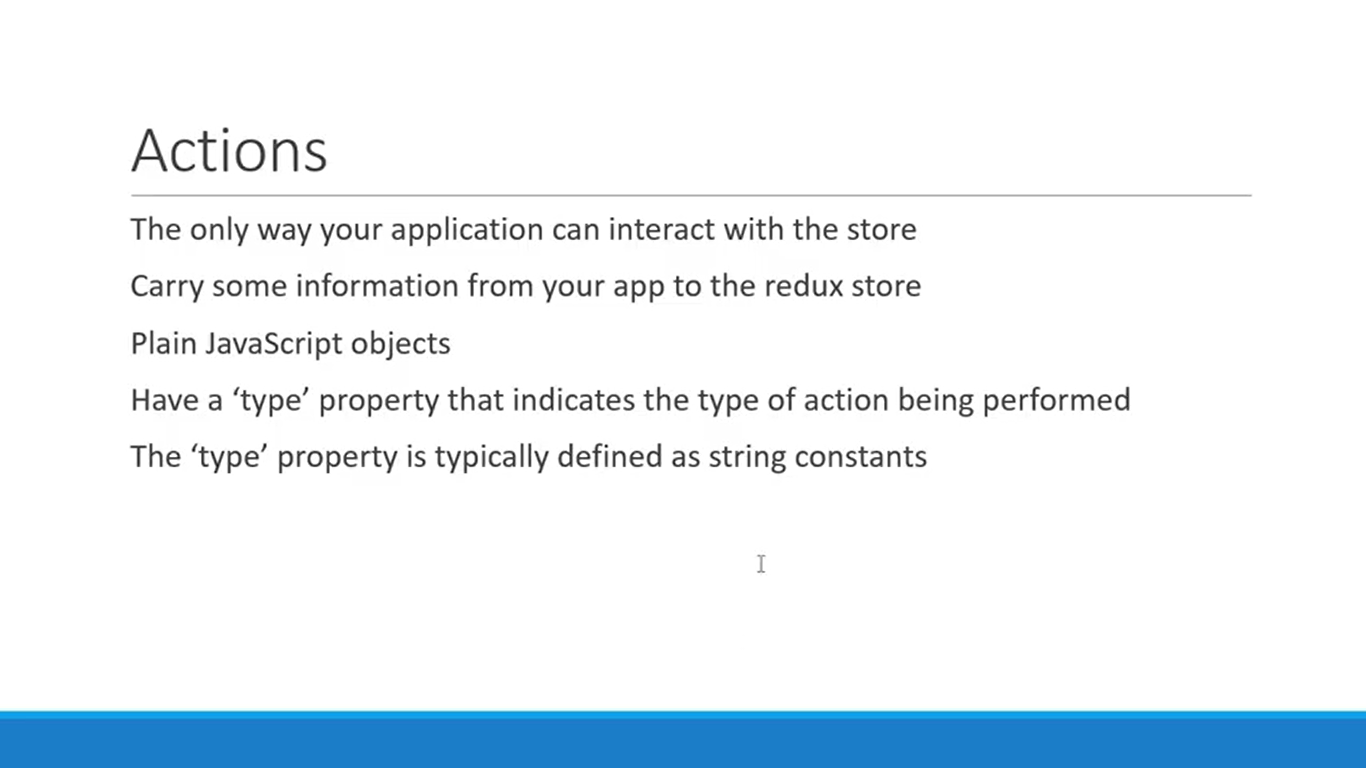 Actions
The only way your application can interact with the store
Carry some information from your app to the redux store
Plain JavaScript objects
Have a ‘type’ property that indicates the type of action being performed
The ‘type’ property is typically defined as string constants